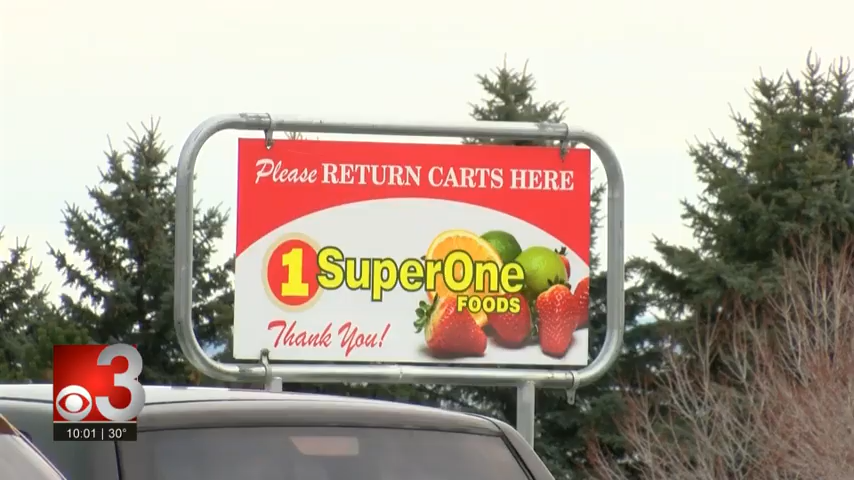 Please RETURN CARTS HERE
1 SuperOne
FOODS
Thank You!
3
10:01 | 30°